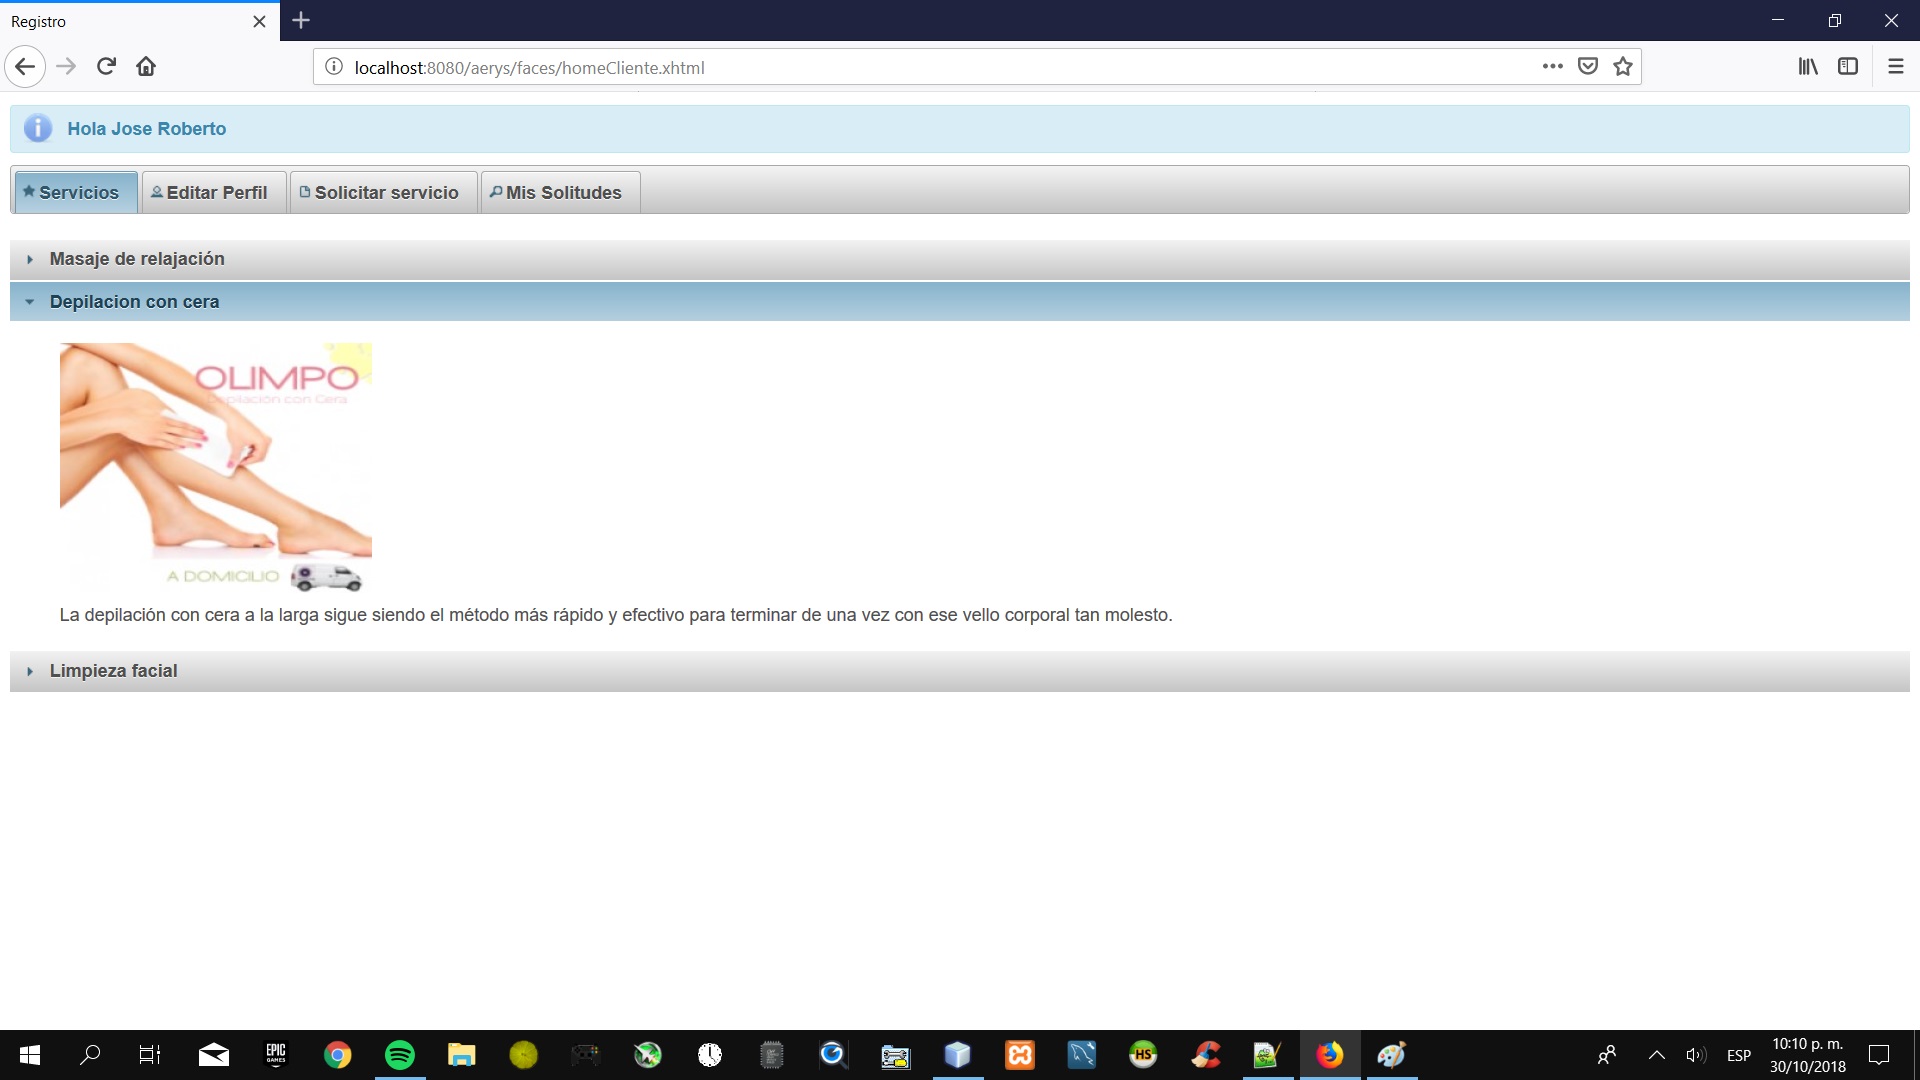 Registro
localhost:8080/aerys/faces/homeCliente.xhtml
Hola Jose Roberto
Servicios
Editar Perfil
Solicitar servicio
Mis Solitudes
Masaje de relajación
Depilacion con cera
OLIMPO
Depilación con Cera
A DOMICILIO
La depilación con cera a la larga sigue siendo el método más rápido y efectivo para terminar de una vez con ese vello corporal tan molesto.
Limpieza facial
EPIC
GAMES
HS
ESP
10:10 p. m.
30/10/2018